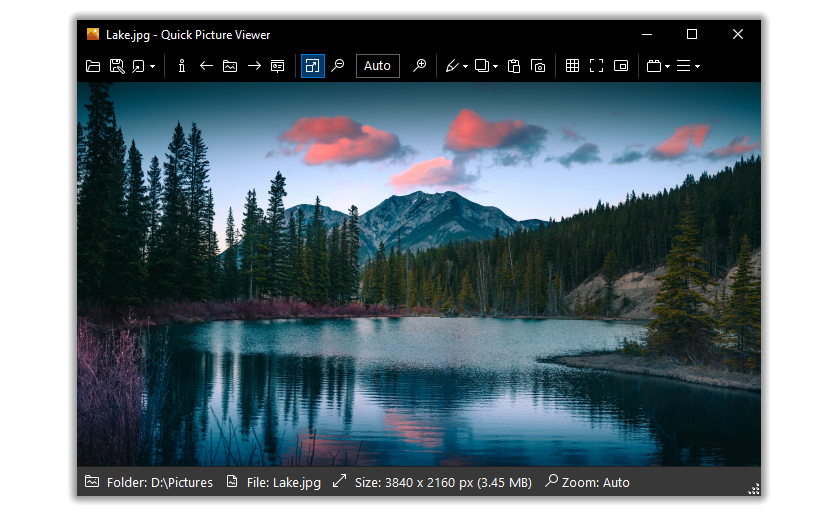 Lake.jpg - Quick Picture Viewer
Auto
Folder: D:\Pictures File: Lake.jpg Size: 3840 x 2160 px (3.45 MB) Zoom: Auto